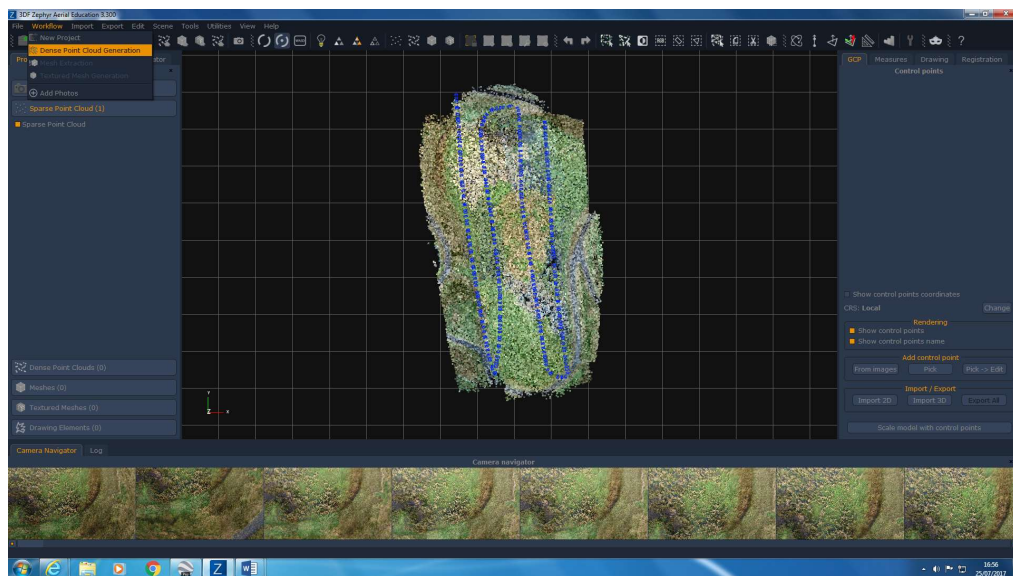 3DF Zephyr Aerial Education 3.300
File Workflow Import Export Edit Scene Tools Utilities View Help
New Project
Dense Point Cloud Generation
Mesh Extraction
Textured Mesh Generation
Add Photos
Sparse Point Cloud (1)
Sparse Point Cloud
Dense Point Clouds (0)
Meshes (0)
Textured Meshes (0)
Drawing Elements (0)
Y
Z X
GCP Measures Drawing Registration
Control points
Show control points coordinates
CRS: Local Change
Rendering
Show control points
Show control points name
Add control point
From images Pick Pick -> Edit
Import / Export
Import 2D Import 3D Export All
Scale model with control points
Camera Navigator Log
Camera navigator
16:56
25/07/2017